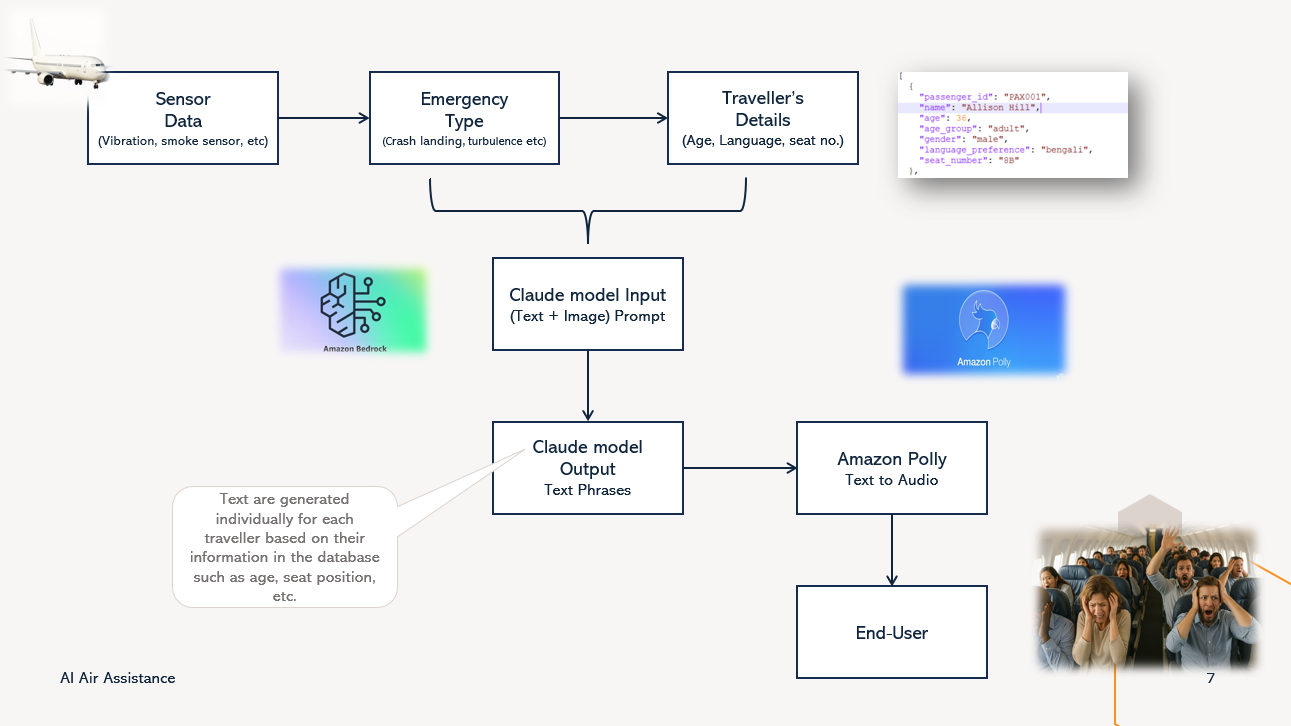 Sensor
Data
(Vibration, smoke sensor, etc)
Emergency
Type
(Crash landing, turbulence etc)
Traveller's
Details
(Age, Language, seat no.)
[
{
"passenger_id": "PAX001",
"name": "Allison Hill",
"age": 36,
"age_group": "adult",
"gender": "male",
"language_preference": "bengali",
"seat_number": "8B"
},
Amazon Bedrock
Claude model Input
(Text + Image) Prompt
Amazon Polly
Claude model
Output
Text Phrases
Amazon Polly
Text to Audio
Text are generated
individually for each
traveller based on their
information in the database
such as age, seat position,
etc.
End-User
AI Air Assistance
7